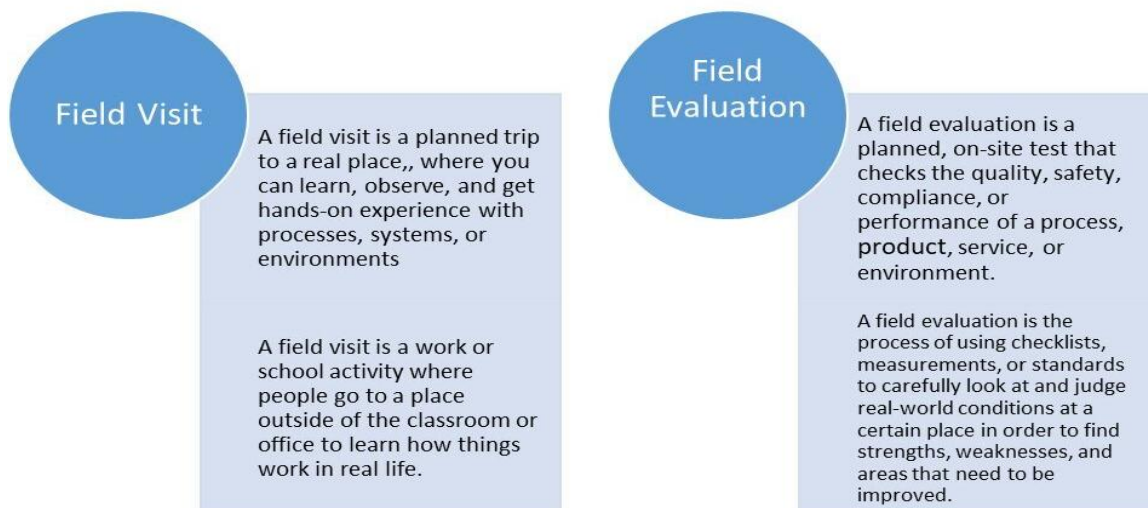 Field Visit
A field visit is a planned trip
to a real place,, where you
can learn, observe, and get
hands-on experience with
processes, systems, or
environments
A field visit is a work or
school activity where
people go to a place
outside of the classroom or
office to learn how things
work in real life.
Field
Evaluation
A field evaluation is a
planned, on-site test that
checks the quality, safety,
compliance, or
performance of a process,
product, service, or
environment.
A field evaluation is the
process of using checklists,
measurements, or standards
to carefully look at and judge
real-world conditions at a
certain place in order to find
strengths, weaknesses, and
areas that need to be
improved.